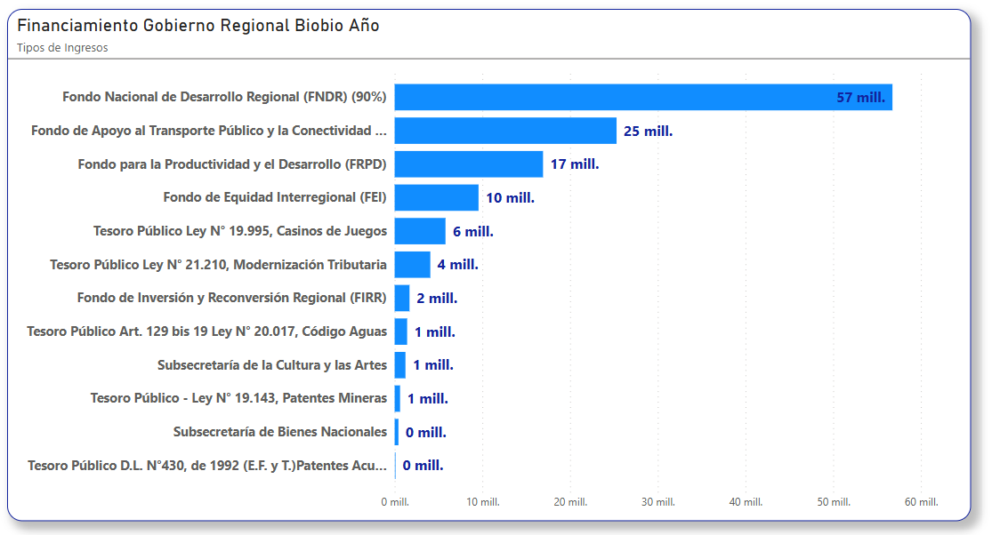 Financiamiento Gobierno Regional Biobio Año
Tipos de Ingresos
Fondo Nacional de Desarrollo Regional (FNDR) (90%) 57 mill.
Fondo de Apoyo al Transporte Público y la Conectividad ... 25 mill.
Fondo para la Productividad y el Desarrollo (FRPD) 17 mill.
Fondo de Equidad Interregional (FEI) 10 mill.
Tesoro Público Ley N° 19.995, Casinos de Juegos 6 mill.
Tesoro Público Ley N° 21.210, Modernización Tributaria 4 mill.
Fondo de Inversión y Reconversión Regional (FIRR) 2 mill.
Tesoro Público Art. 129 bis 19 Ley N° 20.017, Código Aguas 1 mill.
Subsecretaría de la Cultura y las Artes 1 mill.
Tesoro Público - Ley N° 19.143, Patentes Mineras 1 mill.
Subsecretaría de Bienes Nacionales 0 mill.
Tesoro Público D.L. N°430, de 1992 (E.F. y T.)Patentes Acu... 0 mill.
0 mill. 10 mill. 20 mill. 30 mill. 40 mill. 50 mill. 60 mill.